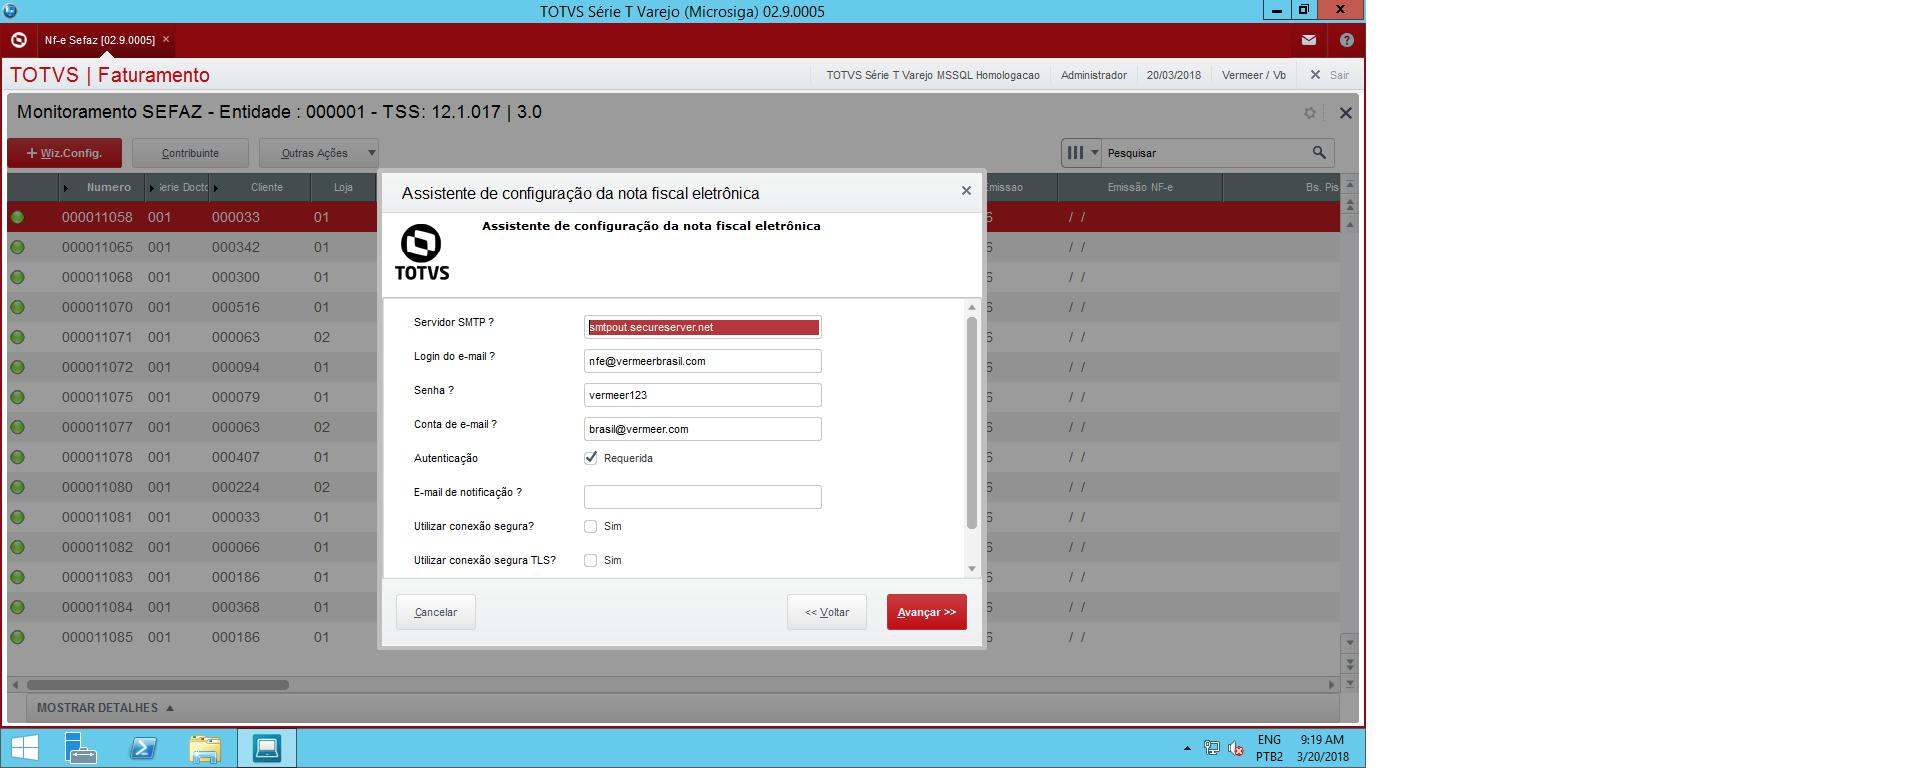 TOTVS Série T Varejo (Microsiga) 02.9.0005
Nf-e Sefaz [02.9.0005]
TOTVS | Faturamento
TOTVS Série T Varejo MSSQL Homologacao Administrador 20/03/2018 Vermeer / Vb Sair
Monitoramento SEFAZ - Entidade : 000001 - TSS: 12.1.017 | 3.0
+ Wiz.Config. Contribuinte Outras Ações Pesquisar
Numero Serie Docto Cliente Loja Emissao Emissão NF-e Bs. Pis
000011058 001 000033 01 6 / /
000011065 001 000342 01 6 / /
000011068 001 000300 01 6 / /
000011070 001 000516 01 6 / /
000011071 001 000063 02 6 / /
000011072 001 000094 01 6 / /
000011075 001 000079 01 6 / /
000011077 001 000063 02 6 / /
000011078 001 000407 01 6 / /
000011080 001 000224 02 6 / /
000011081 001 000033 01 6 / /
000011082 001 000066 01 6 / /
000011083 001 000186 01 6 / /
000011084 001 000368 01 6 / /
000011085 001 000186 01 6 / /
MOSTRAR DETALHES
Assistente de configuração da nota fiscal eletrônica
Assistente de configuração da nota fiscal eletrônica
TOTVS
Servidor SMTP ? smtpout.secureserver.net
Login do e-mail ? nfe@vermeerbrasil.com
Senha ? vermeer123
Conta de e-mail ? brasil@vermeer.com
Autenticação Requerida
E-mail de notificação ?
Utilizar conexão segura? Sim
Utilizar conexão segura TLS? Sim
Cancelar << Voltar Avançar >>
ENG 9:19 AM
PTB2 3/20/2018